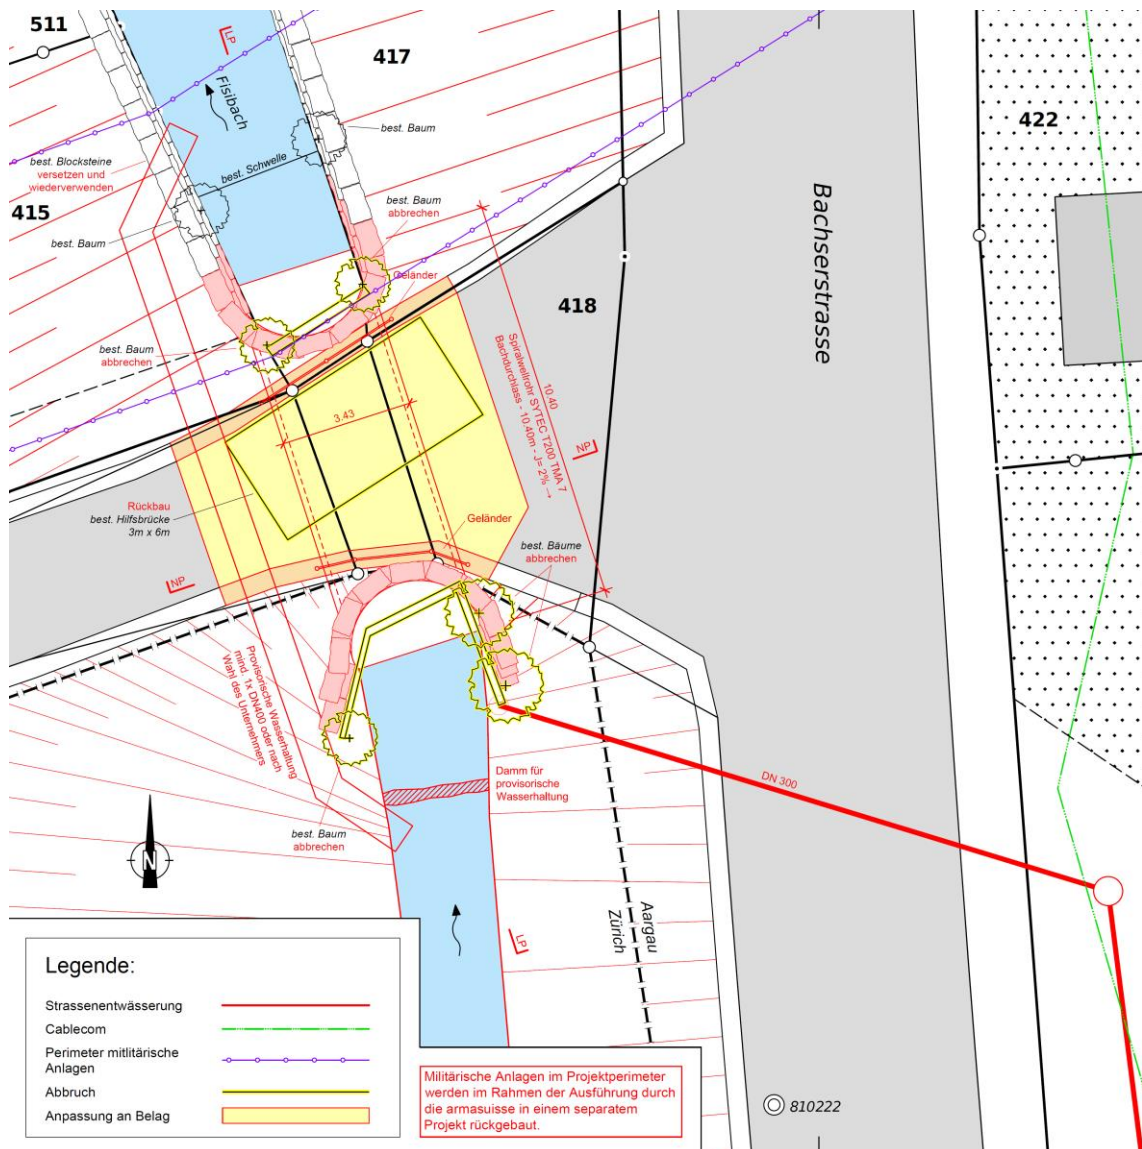 511
417
LP
Fisibach
best. Baum
422
best. Blocksteine
versetzen und
wiederverwenden
best. Schwelle
415
best. Baum
best. Baum
abbrechen
Bachserstrasse
Geländer
418
best. Baum
abbrechen
3.43
10.40
Spiralwellrohr SYTEC T200 TMA 7
Bachdurchlass - 10.40m - J= 2% →
NP
Rückbau
best. Hilfsbrücke
3m x 6m
Geländer
best. Bäume
abbrechen
NP
Provisorische Wasserhaltung
mind. 1x DN400 oder nach
Wahl des Unternehmers
Damm für
provisorische
Wasserhaltung
DN 300
best. Baum
abbrechen
N
Aargau
Zürich
LP
Legende:
Strassenentwässerung
Cablecom
Perimeter mitlitärische
Anlagen
Abbruch
Anpassung an Belag
Militärische Anlagen im Projektperimeter
werden im Rahmen der Ausführung durch
die armasuisse in einem separatem
Projekt rückgebaut.
810222